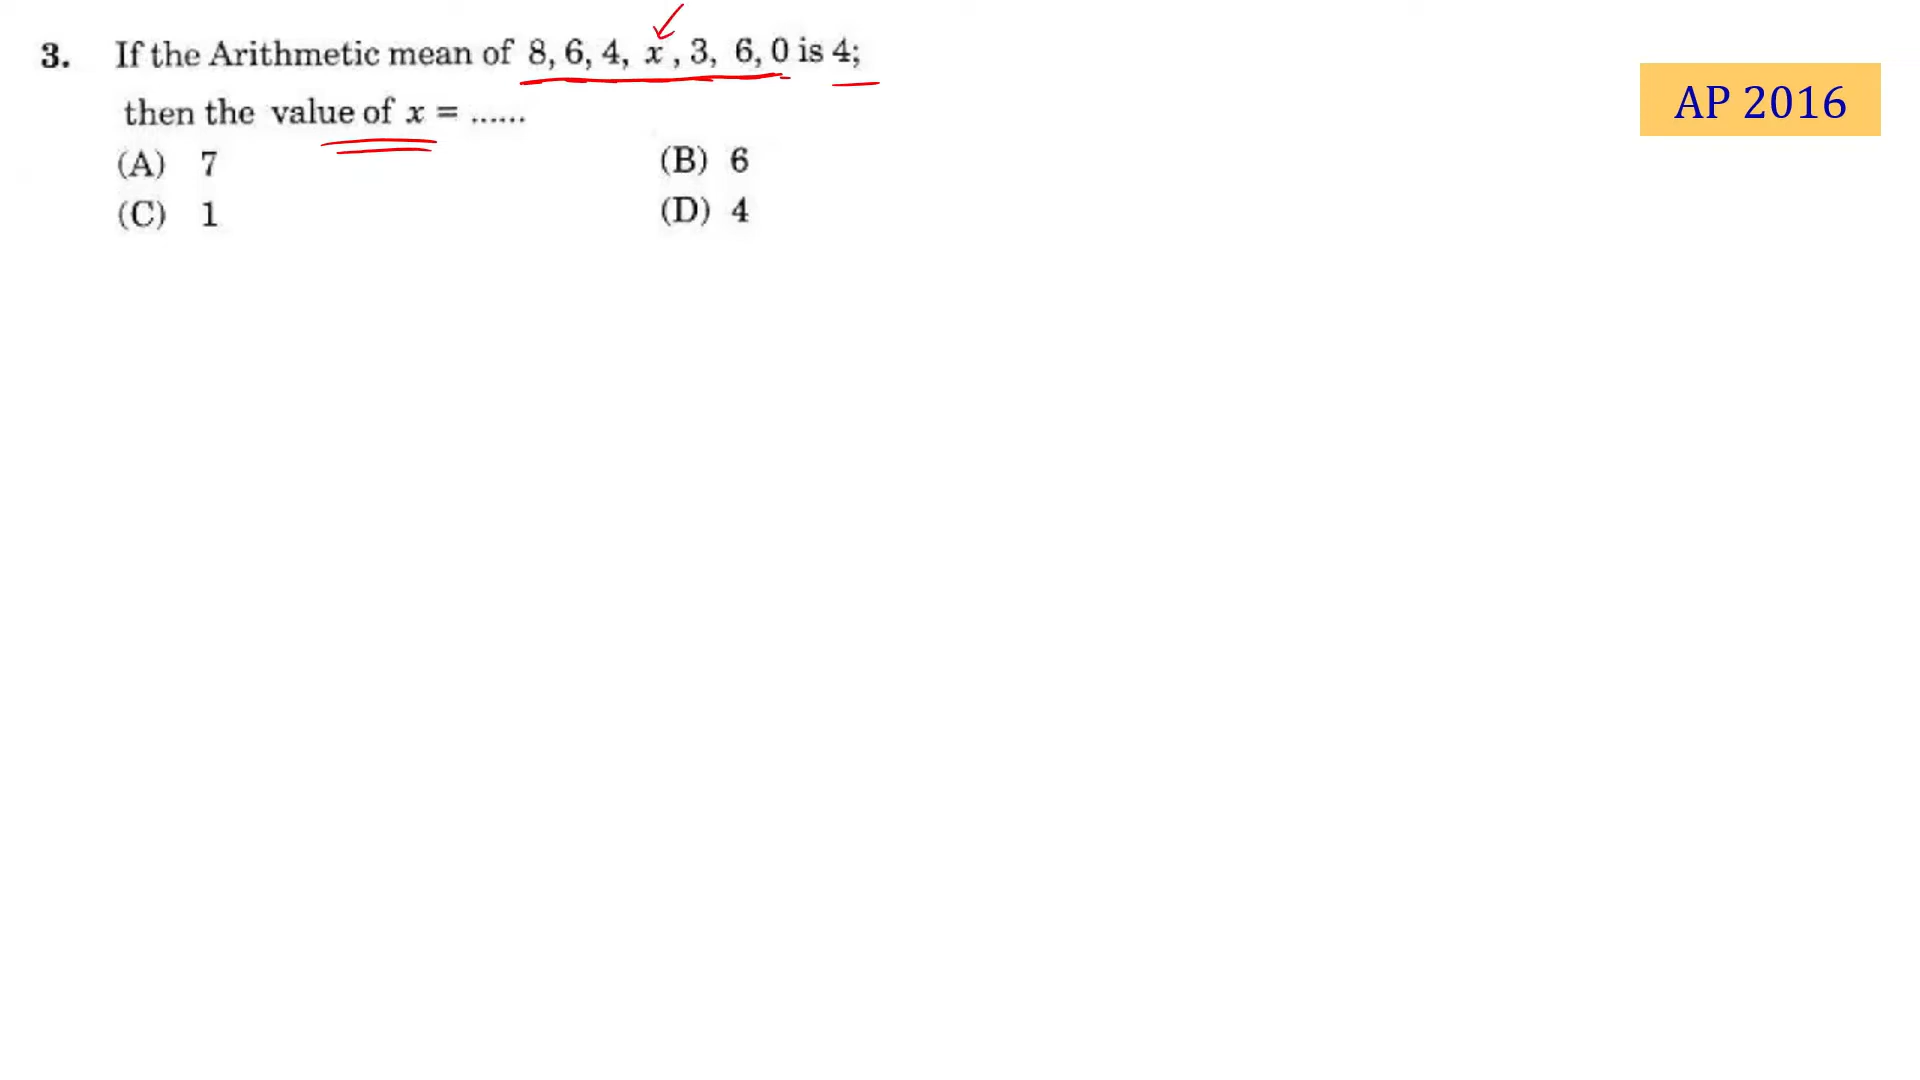 3. If the Arithmetic mean of 8, 6, 4, x , 3, 6, 0 is 4;
AP 2016
then the value of x = ......
(A) 7 (B) 6
(C) 1 (D) 4